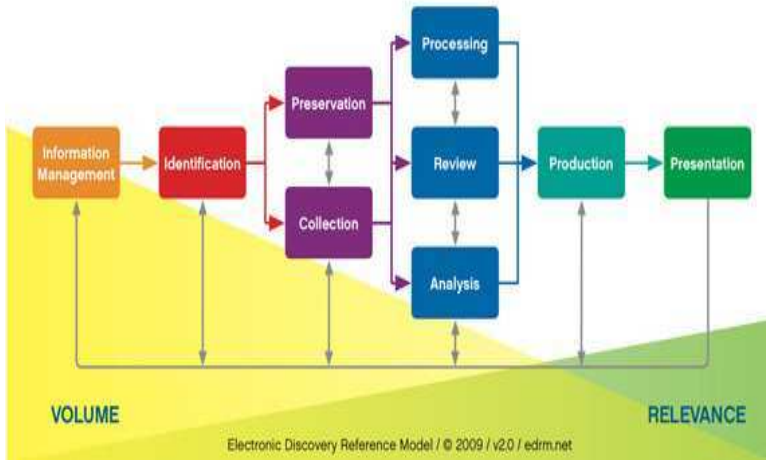 Processing
Preservation
Information
Management
Identification
Review
Production
Presentation
Collection
Analysis
VOLUME
RELEVANCE
Electronic Discovery Reference Model / © 2009 / v2.0 / edrm.net